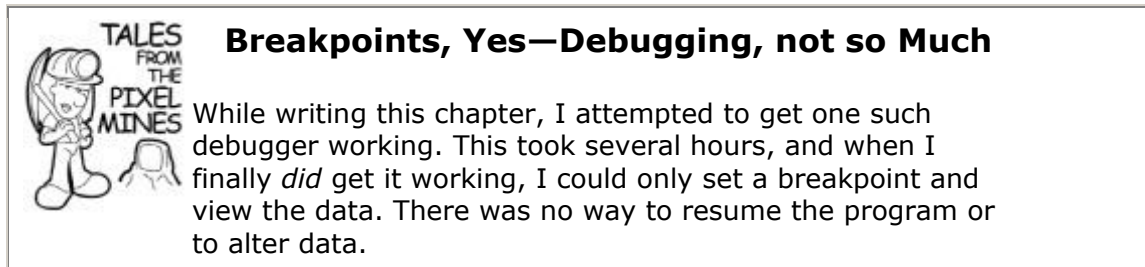 TALES
FROM
THE
PIXEL
MINES
Breakpoints, Yes—Debugging, not so Much
While writing this chapter, I attempted to get one such
debugger working. This took several hours, and when I
finally did get it working, I could only set a breakpoint and
view the data. There was no way to resume the program or
to alter data.